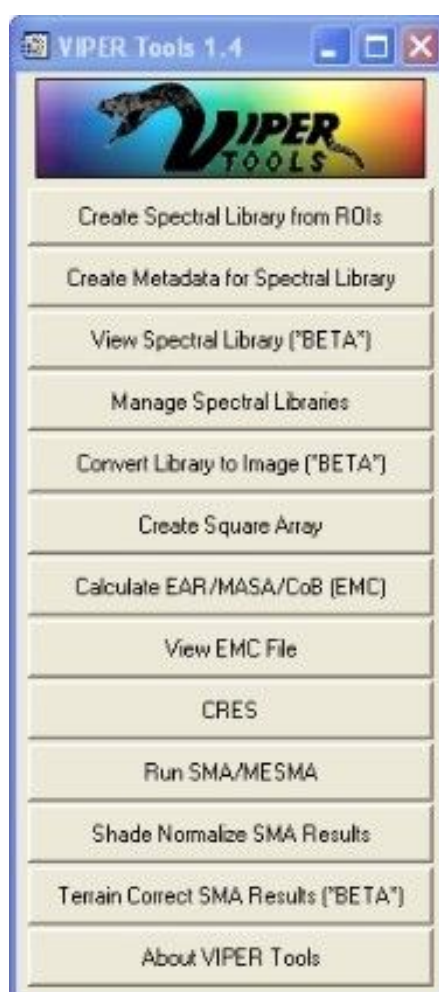 VIPER Tools 1.4
VIPER
TOOLS
Create Spectral Library from ROIs
Create Metadata for Spectral Library
View Spectral Library ("BETA")
Manage Spectral Libraries
Convert Library to Image ("BETA")
Create Square Array
Calculate EAR/MASA/CoB (EMC)
View EMC File
CRES
Run SMA/MESMA
Shade Normalize SMA Results
Terrain Correct SMA Results ("BETA")
About VIPER Tools